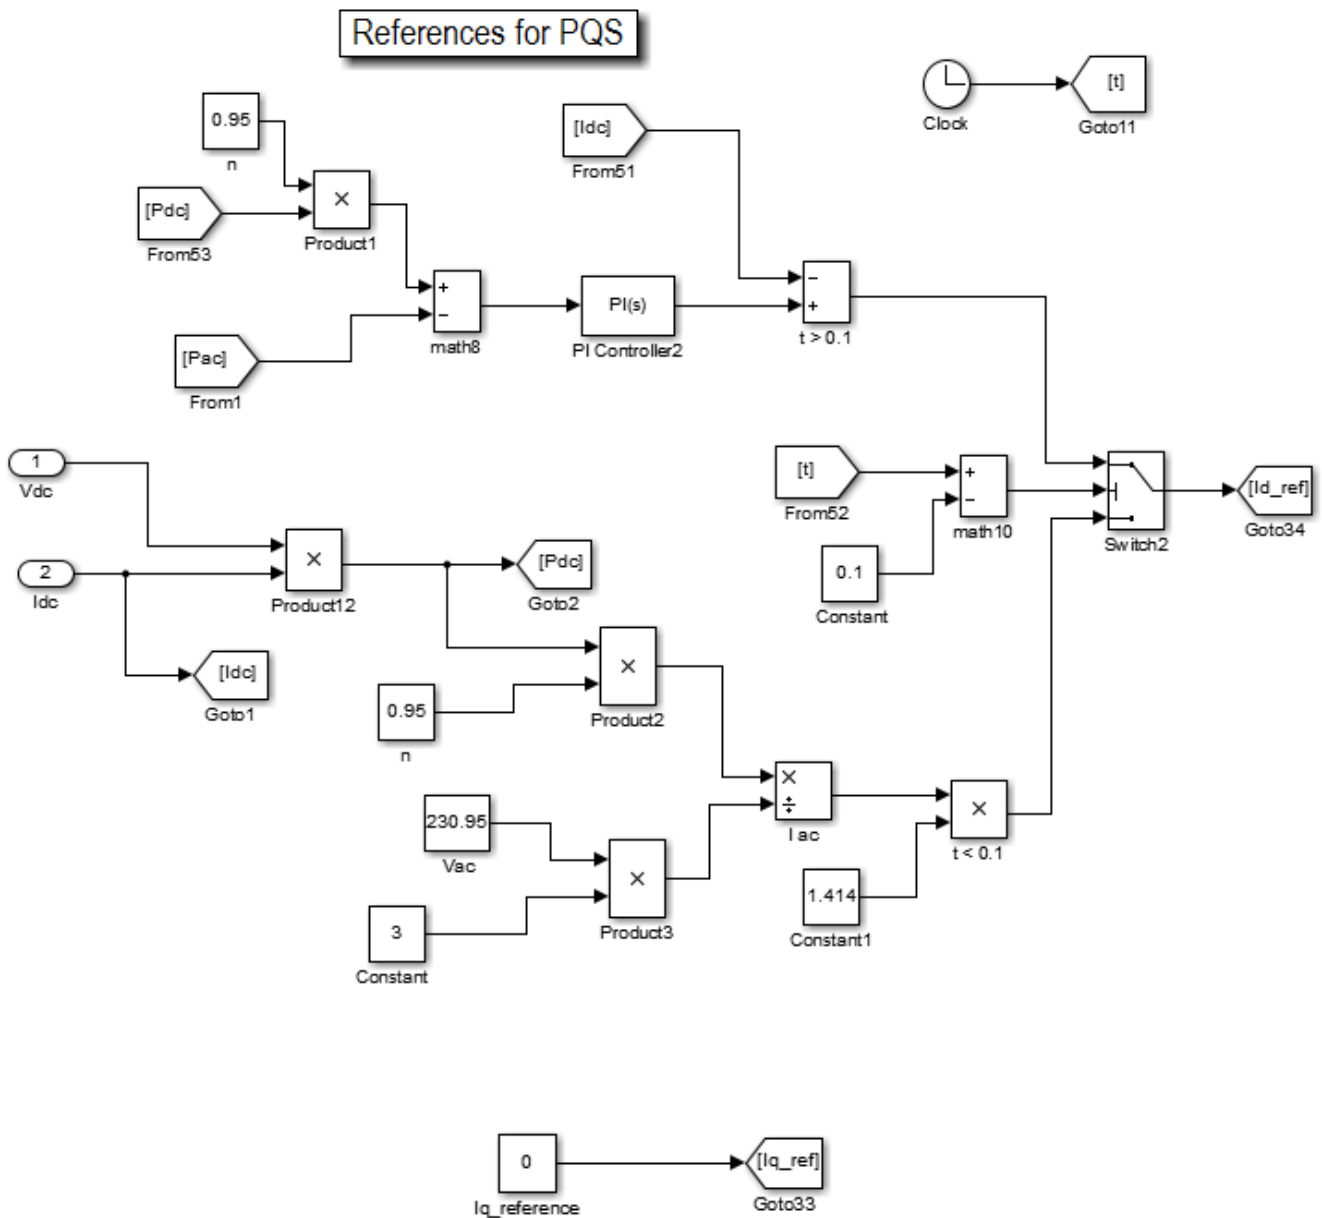 References for PQS
[t]
Clock
Goto11
0.95
n
[Idc]
From51
[Pdc]
From53
×
Product1
+
−
math8
PI(s)
PI Controller2
−
+
t > 0.1
[Pac]
From1
1
Vdc
[t]
From52
+
−
math10
Switch2
[Id_ref]
Goto34
2
Idc
×
Product12
[Pdc]
Goto2
0.1
Constant
[Idc]
Goto1
0.95
n
×
Product2
×
÷
I ac
×
t < 0.1
230.95
Vac
3
Constant
×
Product3
1.414
Constant1
0
Iq_reference
[Iq_ref]
Goto33